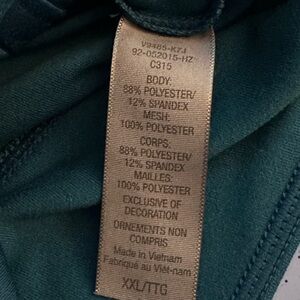 V9485-K7J
92-052015-HZ
C315
BODY:
88% POLYESTER/
12% SPANDEX
MESH:
100% POLYESTER
CORPS:
88% POLYESTER/
12% SPANDEX
MAILLES:
100% POLYESTER
EXCLUSIVE OF
DECORATION
ORNEMENTS NON
COMPRIS
Made in Vietnam
Fabriqué au Viêt-nam
XXL/TTG